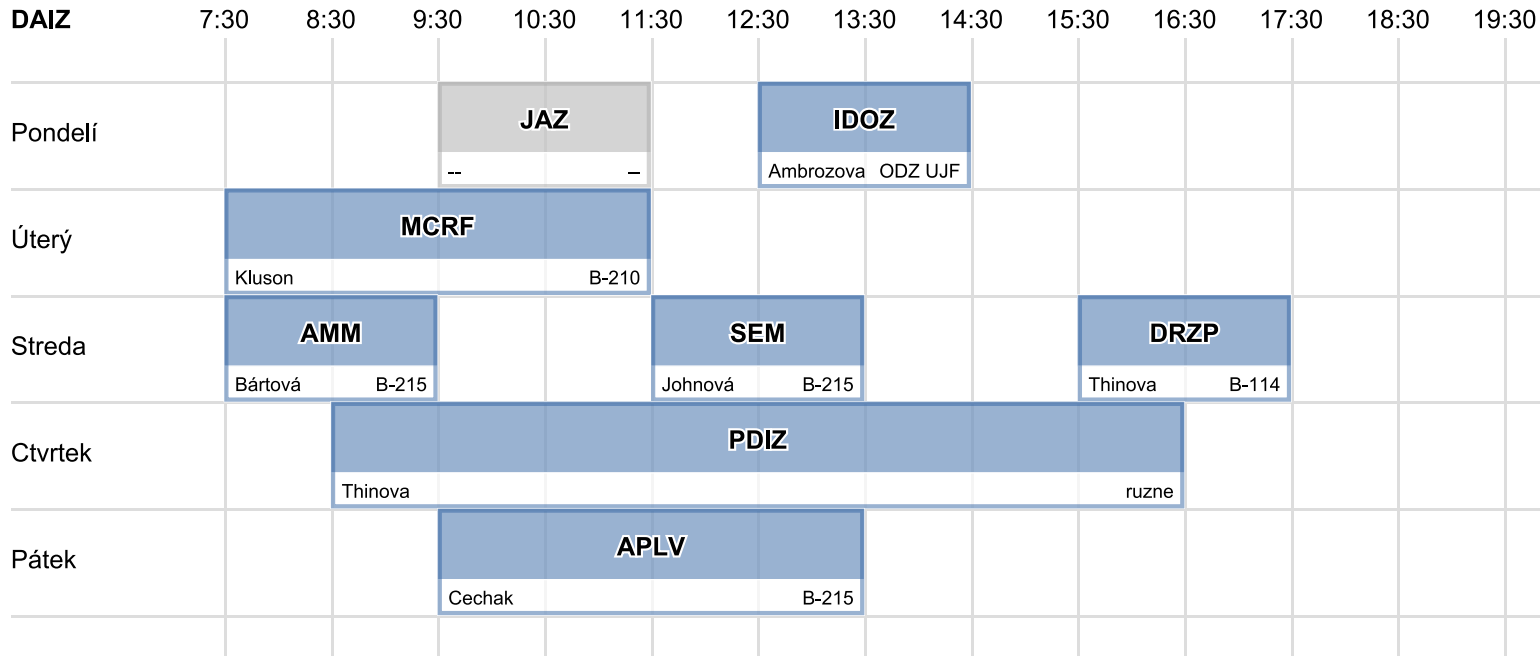 DAIZ 7:30 8:30 9:30 10:30 11:30 12:30 13:30 14:30 15:30 16:30 17:30 18:30 19:30
Pondelí
JAZ
-- –
IDOZ
Ambrozova ODZ UJF
Úterý
MCRF
Kluson B-210
Streda
AMM
Bártová B-215
SEM
Johnová B-215
DRZP
Thinova B-114
Ctvrtek
PDIZ
Thinova ruzne
Pátek
APLV
Cechak B-215